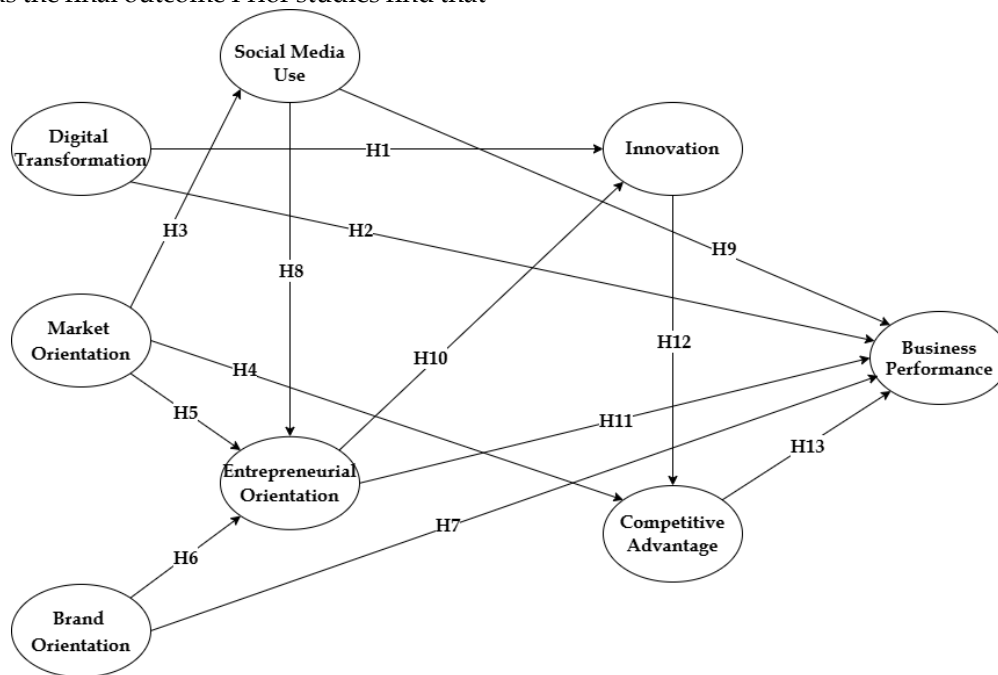 as the final outcome Prior studies find that
Social Media
Use
Digital
Transformation
H1
Innovation
H3
H2
H9
H8
Market
Orientation
H12
Business
Performance
H10
H4
H5
H11
H13
Entrepreneurial
Orientation
H7
Competitive
Advantage
H6
Brand
Orientation